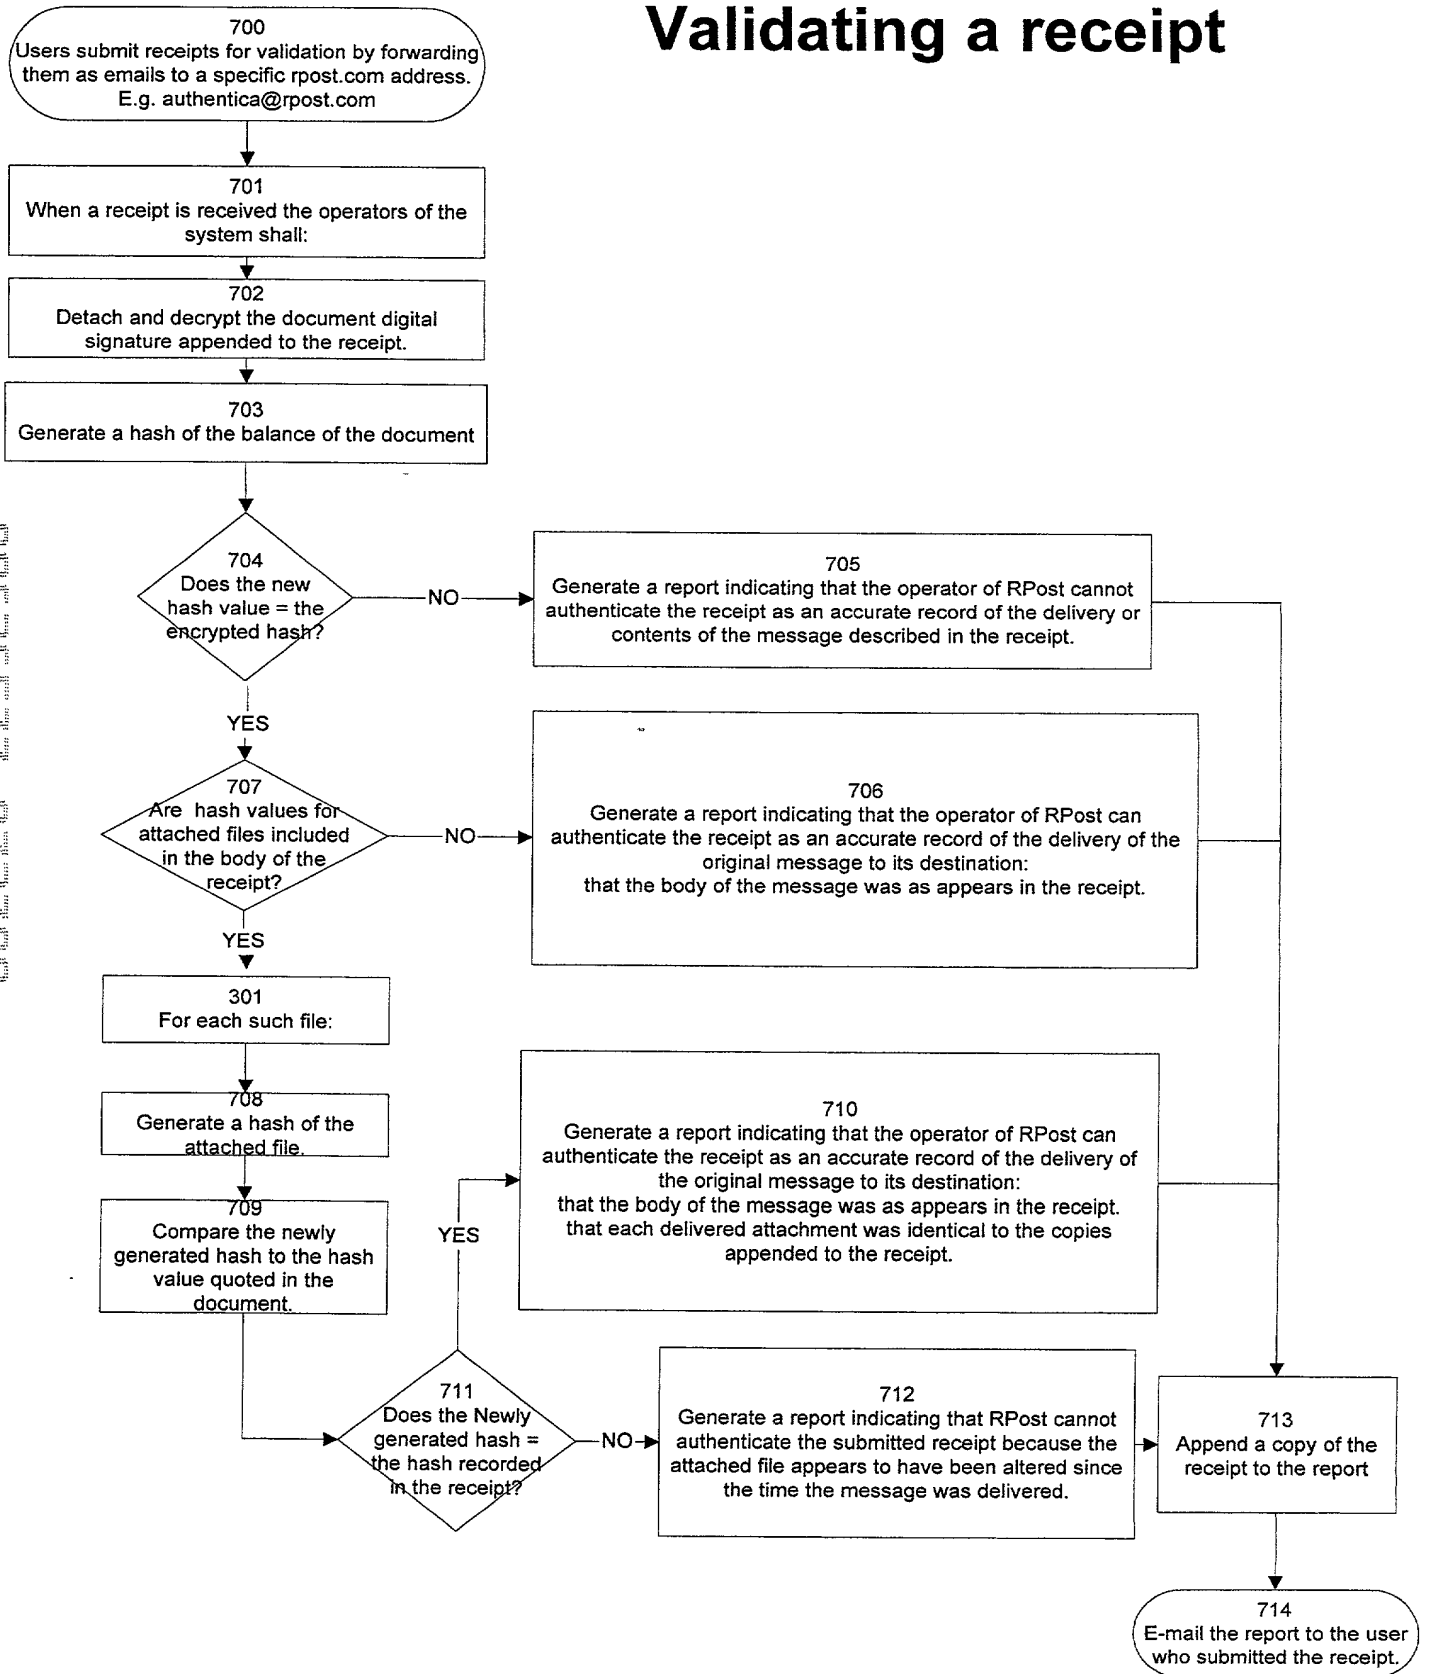 Validating a receipt
700
Users submit receipts for validation by forwarding
them as emails to a specific rpost.com address.
E.g. authentica@rpost.com
701
When a receipt is received the operators of the
system shall:
702
Detach and decrypt the document digital
signature appended to the receipt.
703
Generate a hash of the balance of the document
704
Does the new
hash value = the
encrypted hash?
NO
705
Generate a report indicating that the operator of RPost cannot
authenticate the receipt as an accurate record of the delivery or
contents of the message described in the receipt.
YES
707
Are hash values for
attached files included
in the body of the
receipt?
NO
706
Generate a report indicating that the operator of RPost can
authenticate the receipt as an accurate record of the delivery of the
original message to its destination:
that the body of the message was as appears in the receipt.
YES
301
For each such file:
708
Generate a hash of the
attached file.
709
Compare the newly
generated hash to the hash
value quoted in the
document.
710
Generate a report indicating that the operator of RPost can
authenticate the receipt as an accurate record of the delivery of
the original message to its destination:
that the body of the message was as appears in the receipt.
that each delivered attachment was identical to the copies
appended to the receipt.
YES
711
Does the Newly
generated hash =
the hash recorded
in the receipt?
NO
712
Generate a report indicating that RPost cannot
authenticate the submitted receipt because the
attached file appears to have been altered since
the time the message was delivered.
713
Append a copy of the
receipt to the report
714
E-mail the report to the user
who submitted the receipt.